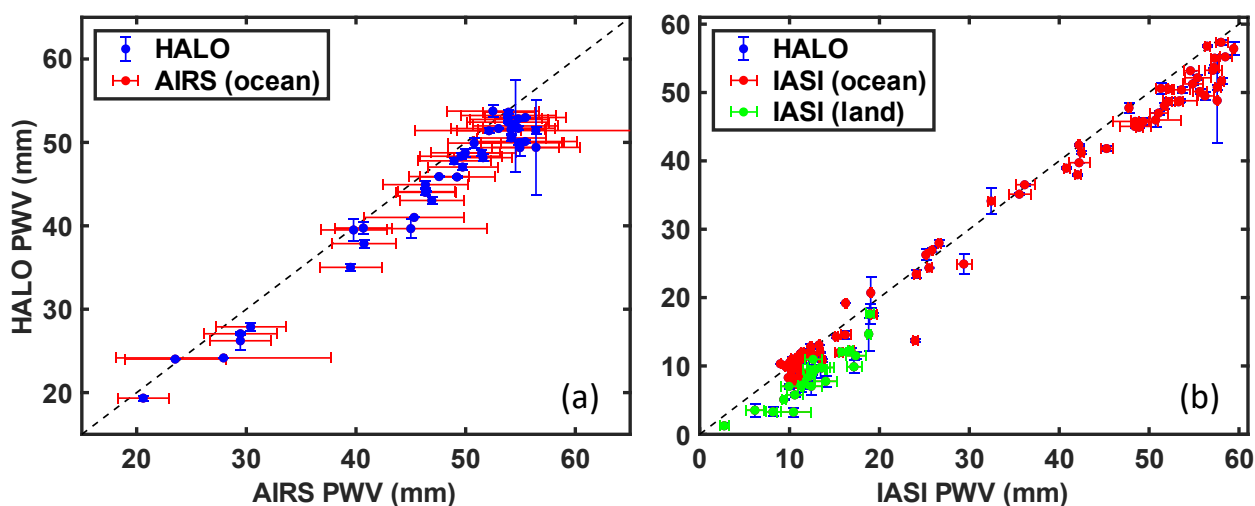 HALO
AIRS (ocean)
60
50
40
30
20
20
30
40
50
60
HALO PWV (mm)
AIRS PWV (mm)
(a)
HALO
IASI (ocean)
IASI (land)
60
50
40
30
20
10
0
0
10
20
30
40
50
60
IASI PWV (mm)
(b)